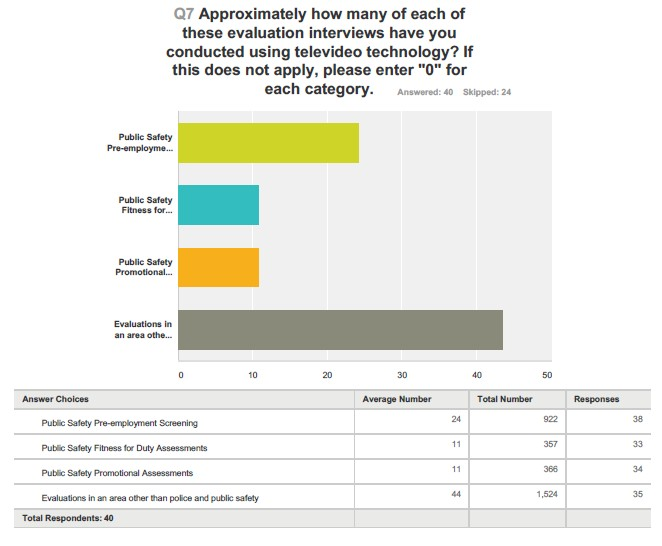 Q7 Approximately how many of each of
these evaluation interviews have you
conducted using televideo technology? If
this does not apply, please enter "0" for
each category. Answered: 40 Skipped: 24
Public Safety
Pre-employme...
Public Safety
Fitness for...
Public Safety
Promotional...
Evaluations in
an area othe...
0 10 20 30 40 50
Answer Choices Average Number Total Number Responses
Public Safety Pre-employment Screening 24 922 38
Public Safety Fitness for Duty Assessments 11 357 33
Public Safety Promotional Assessments 11 366 34
Evaluations in an area other than police and public safety 44 1,524 35
Total Respondents: 40